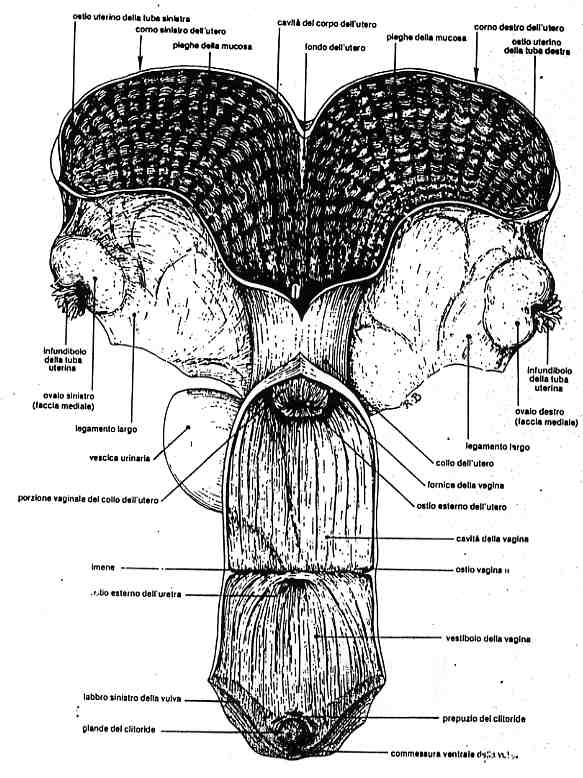 ostio uterino della tuba sinistra
corno sinistro dell'utero
pieghe della mucosa
cavità del corpo dell'utero
fondo dell'utero
pieghe della mucosa
corno destro dell'utero
ostio uterino
della tuba destra
infundibolo
della tuba
uterina
ovaio sinistro
(faccia mediale)
legamento largo
vescica urinaria
porzione vaginale del collo dell'utero
imene
esterno dell'uretra
labbro sinistro della vulva
glande del clitoride
R.B
infundibolo
della tuba
uterina
ovaio destro
(faccia mediale)
legamento largo
collo dell'utero
fornice della vagina
ostio esterno dell'utero
cavità della vagina
ostio
vestibolo della vagina
prepuzio del clitoride
commessura ventrale